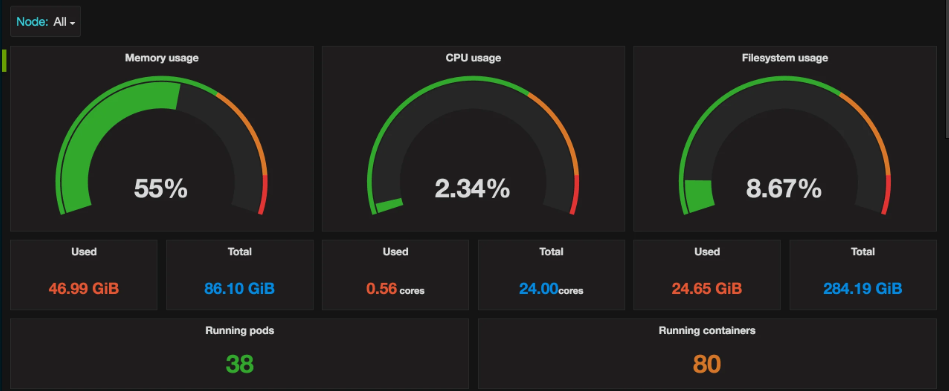 Node: All
Memory usage
CPU usage
Filesystem usage
55%
2.34%
8.67%
Used
Total
Used
Total
Used
Total
46.99 GiB
86.10 GiB
0.56 cores
24.00cores
24.65 GiB
284.19 GiB
Running pods
Running containers
38
80